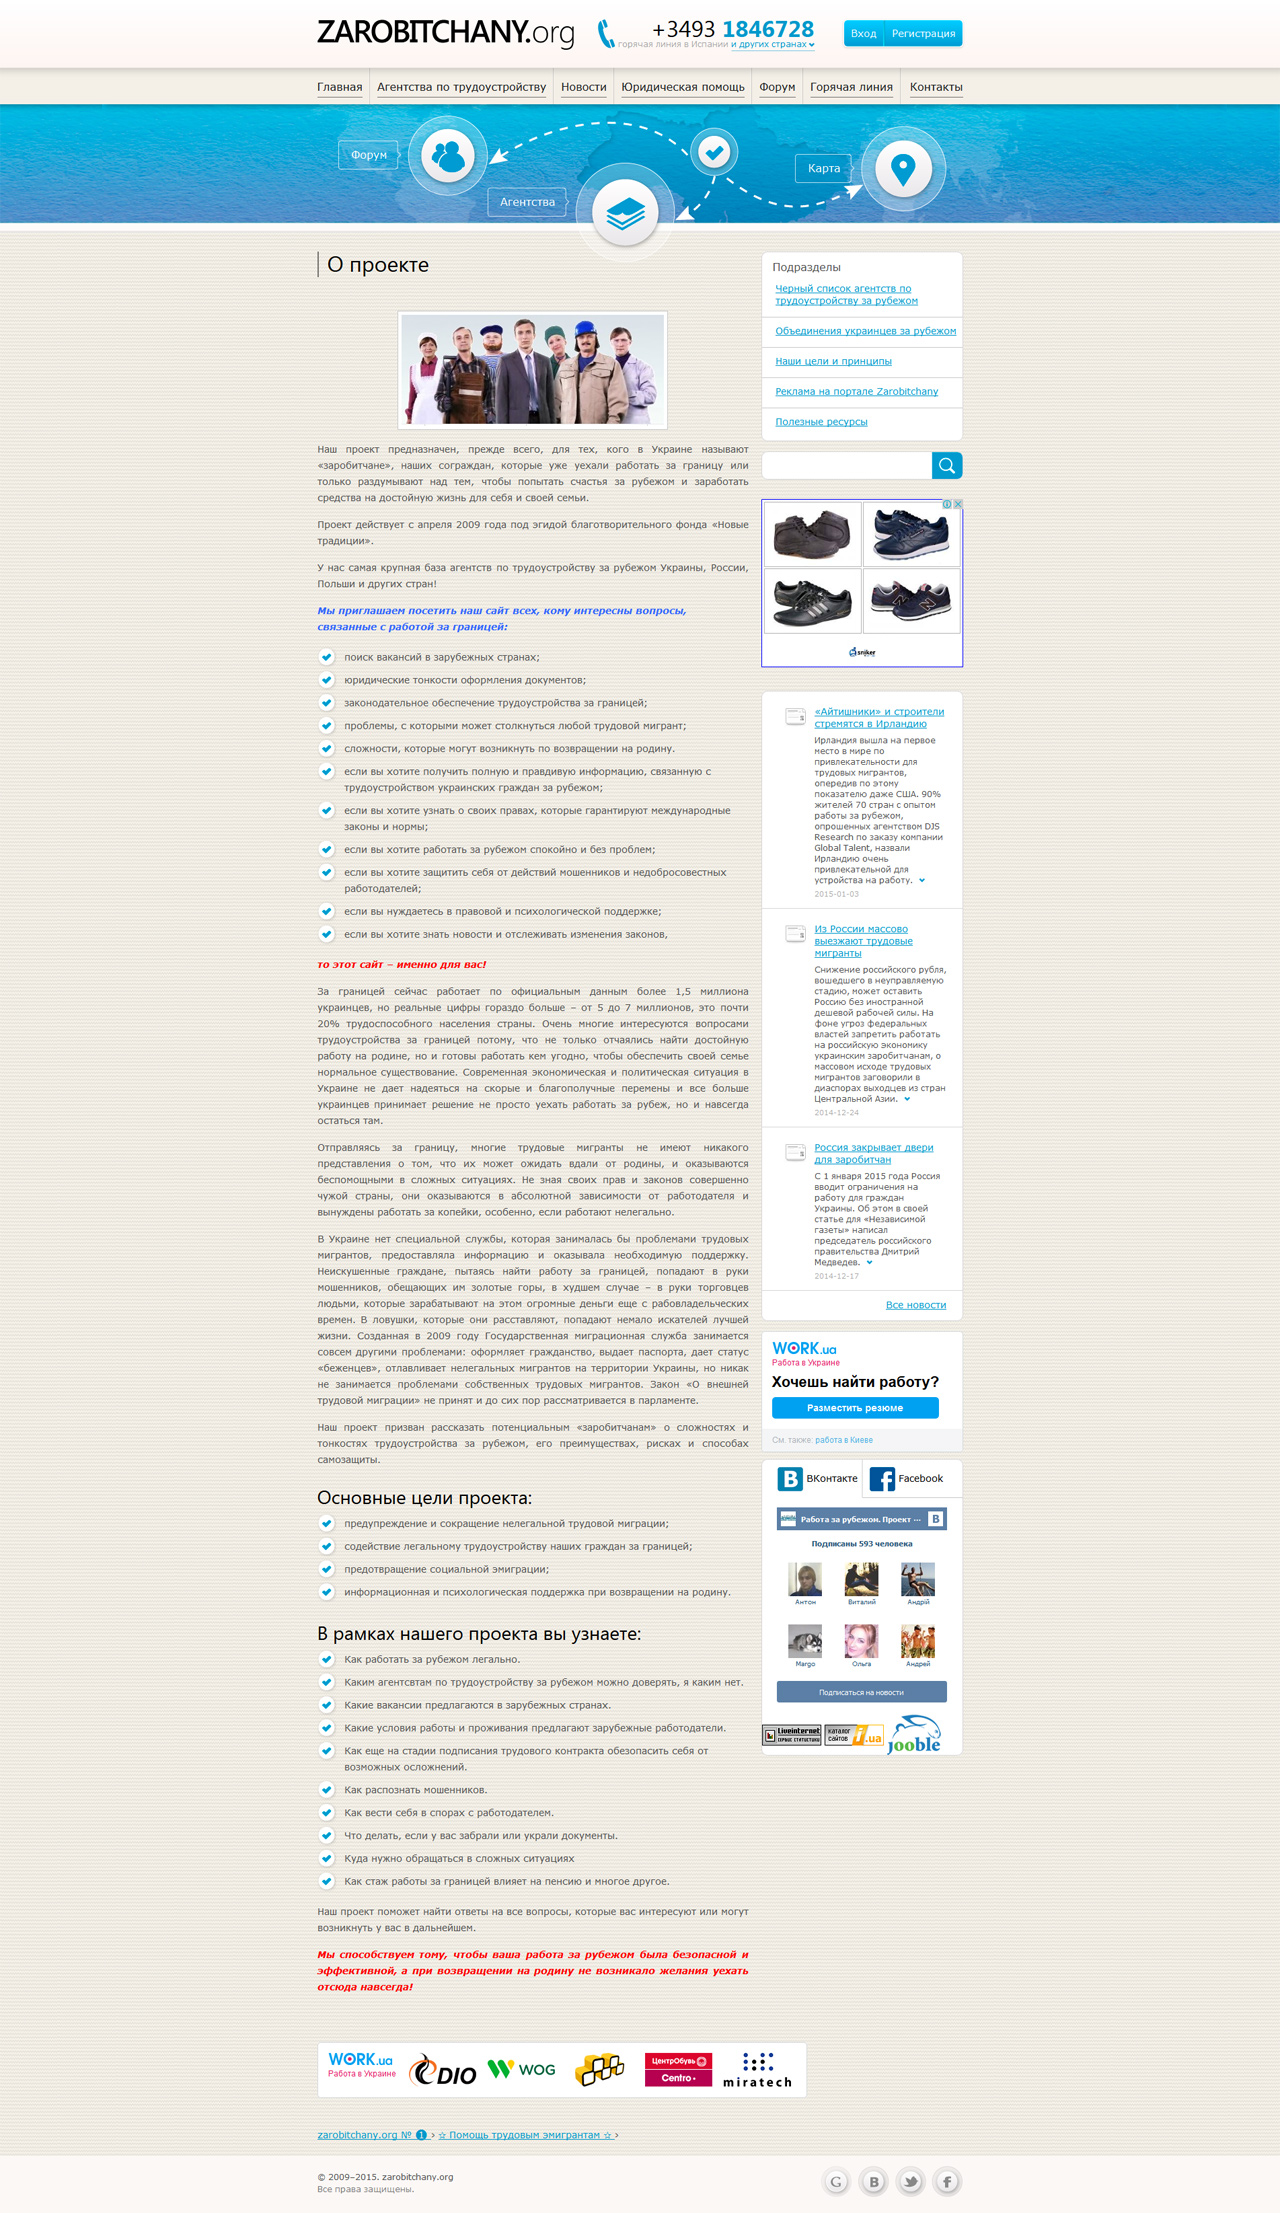 ZAROBITCHANY.org
+3493 1846728
горячая линия в Испании и других странах
Вход
Регистрация
Главная
Агентства по трудоустройству
Новости
Юридическая помощь
Форум
Горячая линия
Контакты
Форум
Агентства
Карта
О проекте
Наш проект предназначен, прежде всего, для тех, кого в Украине называют
«заробитчане», наших сограждан, которые уже уехали работать за границу или
только раздумывают над тем, чтобы попытать счастья за рубежом и заработать
средства на достойную жизнь для себя и своей семьи.
Проект действует с апреля 2009 года под эгидой благотворительного фонда «Новые
традиции».
У нас самая крупная база агентств по трудоустройству за рубежом Украины, России,
Польши и других стран!
Мы приглашаем посетить наш сайт всех, кому интересны вопросы,
связанные с работой за границей:
поиск вакансий в зарубежных странах;
юридические тонкости оформления документов;
законодательное обеспечение трудоустройства за границей;
проблемы, с которыми может столкнуться любой трудовой мигрант;
сложности, которые могут возникнуть по возвращении на родину.
если вы хотите получить полную и правдивую информацию, связанную с
трудоустройством украинских граждан за рубежом;
если вы хотите узнать о своих правах, которые гарантируют международные
законы и нормы;
если вы хотите работать за рубежом спокойно и без проблем;
если вы хотите защитить себя от действий мошенников и недобросовестных
работодателей;
если вы нуждаетесь в правовой и психологической поддержке;
если вы хотите знать новости и отслеживать изменения законов,
то этот сайт – именно для вас!
За границей сейчас работает по официальным данным более 1,5 миллиона
украинцев, но реальные цифры гораздо больше – от 5 до 7 миллионов, это почти
20% трудоспособного населения страны. Очень многие интересуются вопросами
трудоустройства за границей потому, что не только отчаялись найти достойную
работу на родине, но и готовы работать кем угодно, чтобы обеспечить своей семье
нормальное существование. Современная экономическая и политическая ситуация в
Украине не дает надеяться на скорые и благополучные перемены и все больше
украинцев принимает решение не просто уехать работать за рубеж, но и навсегда
остаться там.
Отправляясь за границу, многие трудовые мигранты не имеют никакого
представления о том, что их может ожидать вдали от родины, и оказываются
беспомощными в сложных ситуациях. Не зная своих прав и законов совершенно
чужой страны, они оказываются в абсолютной зависимости от работодателя и
вынуждены работать за копейки, особенно, если работают нелегально.
В Украине нет специальной службы, которая занималась бы проблемами трудовых
мигрантов, предоставляла информацию и оказывала необходимую поддержку.
Неискушенные граждане, пытаясь найти работу за границей, попадают в руки
мошенников, обещающих им золотые горы, в худшем случае – в руки торговцев
людьми, которые зарабатывают на этом огромные деньги еще с рабовладельческих
времен. В ловушки, которые они расставляют, попадают немало искателей лучшей
жизни. Созданная в 2009 году Государственная миграционная служба занимается
совсем другими проблемами: оформляет гражданство, выдает паспорта, дает статус
«беженцев», отлавливает нелегальных мигрантов на территории Украины, но никак
не занимается проблемами собственных трудовых мигрантов. Закон «О внешней
трудовой миграции» не принят и до сих пор рассматривается в парламенте.
Наш проект призван рассказать потенциальным «заробитчанам» о сложностях и
тонкостях трудоустройства за рубежом, его преимуществах, рисках и способах
самозащиты.
Основные цели проекта:
предупреждение и сокращение нелегальной трудовой миграции;
содействие легальному трудоустройству наших граждан за границей;
предотвращение социальной эмиграции;
информационная и психологическая поддержка при возвращении на родину.
В рамках нашего проекта вы узнаете:
Как работать за рубежом легально.
Каким агентсвтам по трудоустройству за рубежом можно доверять, я каким нет.
Какие вакансии предлагаются в зарубежных странах.
Какие условия работы и проживания предлагают зарубежные работодатели.
Как еще на стадии подписания трудового контракта обезопасить себя от
возможных осложнений.
Как распознать мошенников.
Как вести себя в спорах с работодателем.
Что делать, если у вас забрали или украли документы.
Куда нужно обращаться в сложных ситуациях
Как стаж работы за границей влияет на пенсию и многое другое.
Наш проект поможет найти ответы на все вопросы, которые вас интересуют или могут
возникнуть у вас в дальнейшем.
Мы способствуем тому, чтобы ваша работа за рубежом была безопасной и
эффективной, а при возвращении на родину не возникало желания уехать
отсюда навсегда!
Подразделы
Черный список агентств по
трудоустройству за рубежом
Объединения украинцев за рубежом
Наши цели и принципы
Реклама на портале Zarobitchany
Полезные ресурсы
sniker
«Айтишники» и строители
стремятся в Ирландию
Ирландия вышла на первое
место в мире по
привлекательности для
трудовых мигрантов,
опередив по этому
показателю даже США. 90%
жителей 70 стран с опытом
работы за рубежом,
опрошенных агентством DJS
Research по заказу компании
Global Talent, назвали
Ирландию очень
привлекательной для
устройства на работу.
2015-01-03
Из России массово
выезжают трудовые
мигранты
Снижение российского рубля,
вошедшего в неуправляемую
стадию, может оставить
Россию без иностранной
дешевой рабочей силы. На
фоне угроз федеральных
властей запретить работать
на российскую экономику
украинским заробитчанам, о
массовом исходе трудовых
мигрантов заговорили в
диаспорах выходцев из стран
Центральной Азии.
2014-12-24
Россия закрывает двери
для заробитчан
С 1 января 2015 года Россия
вводит ограничения на
работу для граждан
Украины. Об этом в своей
статье для «Независимой
газеты» написал
председатель российского
правительства Дмитрий
Медведев.
2014-12-17
Все новости
WORK.ua
Работа в Украине
Хочешь найти работу?
Разместить резюме
См. также: работа в Киеве
B ВКонтакте
f Facebook
Работа за рубежом. Проект ··· B
Подписаны 593 человека
Антон
Виталий
Андрій
Margo
Ольга
Андрей
Подписаться на новости
Liveinternet
сервис статистики
каталог
сайтов
i.ua
jooble
WORK.ua
Работа в Украине
DIO
WOG
ЦентрОбувь
Centro
miratech
zarobitchany.org № ❶ › ☆ Помощь трудовым эмигрантам ☆ ›
© 2009–2015. zarobitchany.org
Все права защищены.
G
B
f